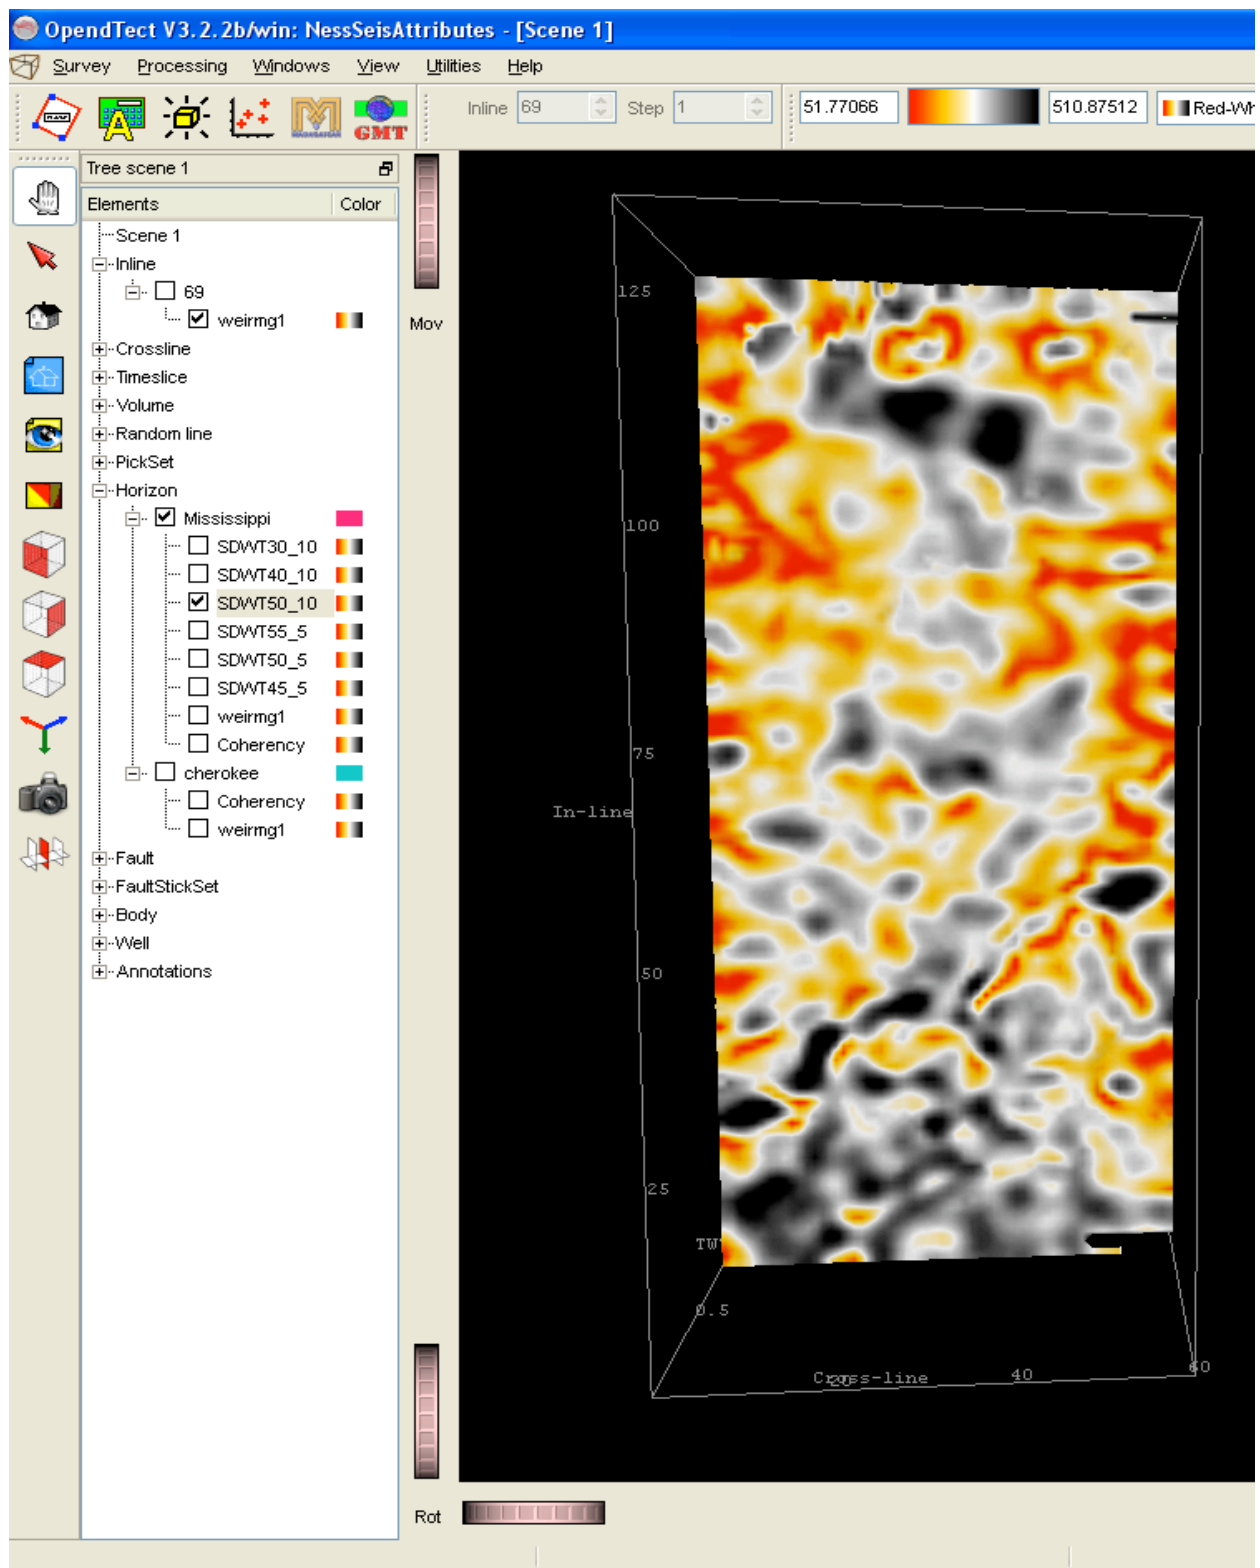 OpendTect V3.2.2b/win: NessSeisAttributes - [Scene 1]
Survey Processing Windows View Utilities Help
Inline 69 Step 1 51.77066 510.87512 Red-Wh
GMT
Tree scene 1
Elements Color
Scene 1
Inline
69
weirmg1
Mov
Crossline
Timeslice
Volume
Random line
PickSet
Horizon
Mississippi
SDWT30_10
SDWT40_10
SDWT50_10
SDWT55_5
SDWT50_5
SDWT45_5
weirmg1
Coherency
cherokee
Coherency
weirmg1
Fault
FaultStickSet
Body
Well
Annotations
125
100
75
In-line
50
25
TW
0.5
Cross-line 40 60
Rot